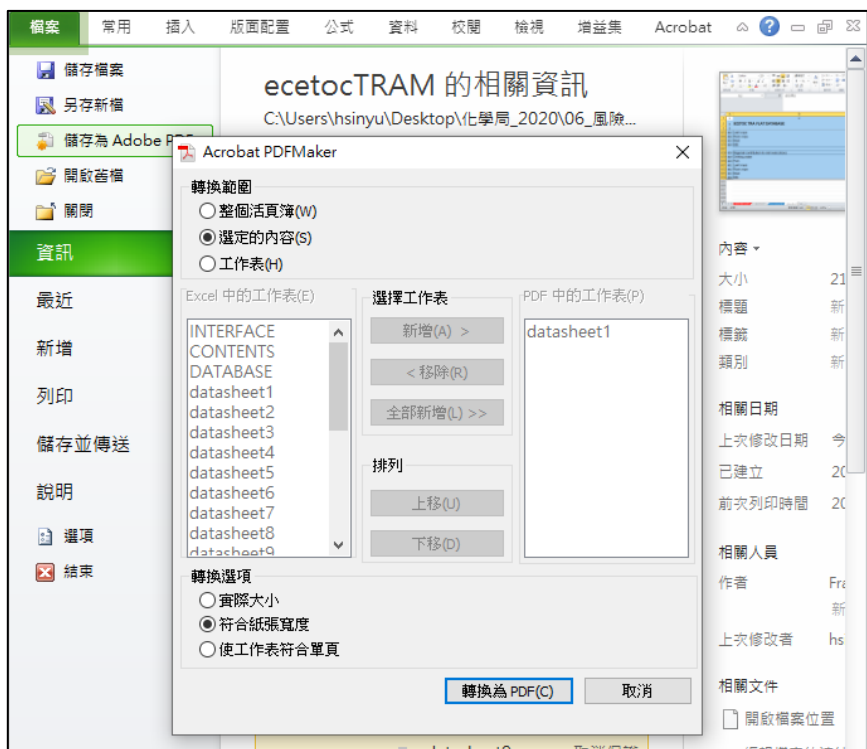 檔案 常用 插入 版面配置 公式 資料 校閱 檢視 增益集 Acrobat
儲存檔案
另存新檔
儲存為 Adobe
開啟舊檔
關閉
資訊
最近
新增
列印
儲存並傳送
說明
選項
結束
ecetocTRAM 的相關資訊
C:\Users\hsinyu\Desktop\化學局_2020\06_風險...
Acrobat PDFMaker
轉換範圍
整個活頁簿(W)
選定的內容(S)
工作表(H)
Excel 中的工作表(E)
INTERFACE
CONTENTS
DATABASE
datasheet1
datasheet2
datasheet3
datasheet4
datasheet5
datasheet6
datasheet7
datasheet8
datasheet9
選擇工作表
新增(A) >
< 移除(R)
全部新增(L) >>
排列
上移(U)
下移(D)
PDF 中的工作表(P)
datasheet1
轉換選項
實際大小
符合紙張寬度
使工作表符合單頁
轉換為 PDF(C)
取消
內容
大小 21
標題 新
標籤 新
類別 新
相關日期
上次修改日期 今
已建立 20
前次列印時間 20
相關人員
作者 Fra
新
上次修改者 hs
相關文件
開啟檔案位置